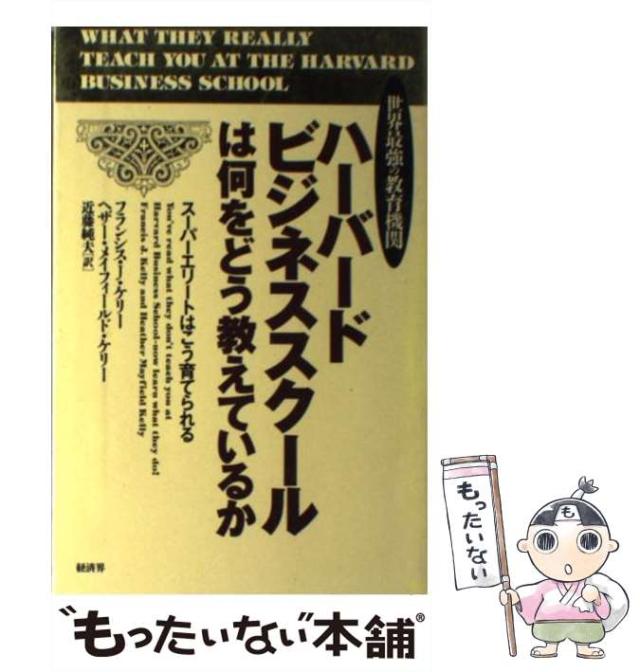 WHAT THEY REALLY
TEACH YOU AT THE HARVARD
BUSINESS SCHOOL
世界最強の教育機関
ハーバード
ビジネススクール
は何をどう教えているか
スーパーエリートはこう育てられる
You've read what they don't teach you at
Harvard Business School-now learn what they do!
Francis J. Kelly and Heather Mayfield Kelly
フランシス・J・ケリー
ヘザー・メイフィールド・ケリー
近藤純夫[訳]
経済界
も
もったいない
"もったいない"本舗®